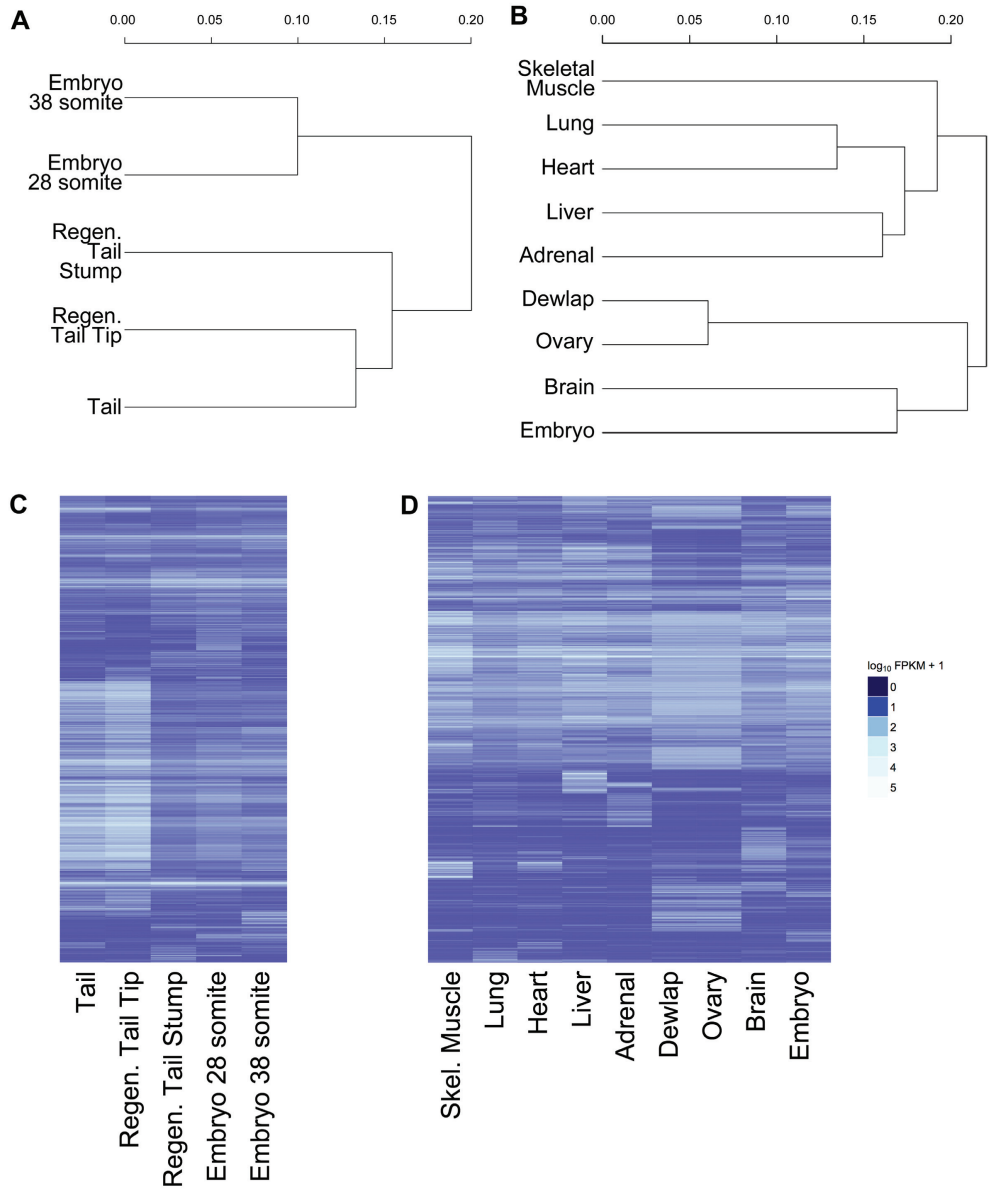 A
0.00 0.05 0.10 0.15 0.20
Embryo
38 somite
Embryo
28 somite
Regen.
Tail
Stump
Regen.
Tail Tip
Tail
B
0.00 0.05 0.10 0.15 0.20
Skeletal
Muscle
Lung
Heart
Liver
Adrenal
Dewlap
Ovary
Brain
Embryo
C
Tail
Regen. Tail Tip
Regen. Tail Stump
Embryo 28 somite
Embryo 38 somite
D
Skel. Muscle
Lung
Heart
Liver
Adrenal
Dewlap
Ovary
Brain
Embryo
log10 FPKM + 1
0
1
2
3
4
5